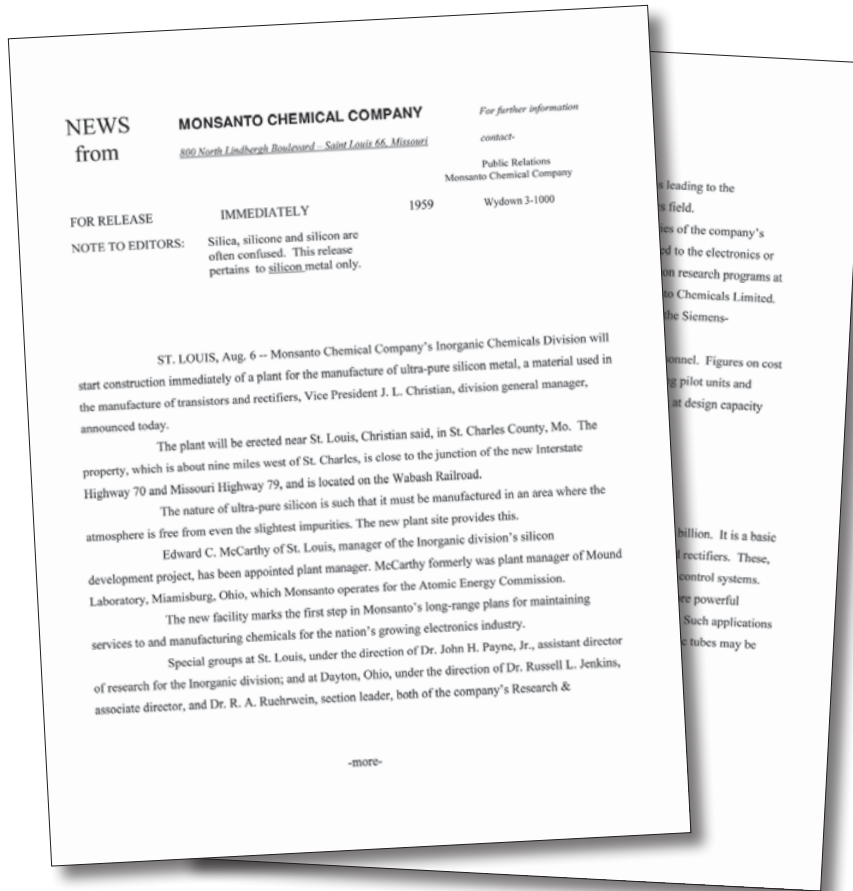 NEWS
from
MONSANTO CHEMICAL COMPANY
800 North Lindbergh Boulevard – Saint Louis 66, Missouri
For further information
contact-
Public Relations
Monsanto Chemical Company
Wydown 3-1000
FOR RELEASE IMMEDIATELY 1959
NOTE TO EDITORS: Silica, silicone and silicon are
often confused. This release
pertains to silicon metal only.
ST. LOUIS, Aug. 6 -- Monsanto Chemical Company's Inorganic Chemicals Division will
start construction immediately of a plant for the manufacture of ultra-pure silicon metal, a material used in
the manufacture of transistors and rectifiers, Vice President J. L. Christian, division general manager,
announced today.
The plant will be erected near St. Louis, Christian said, in St. Charles County, Mo. The
property, which is about nine miles west of St. Charles, is close to the junction of the new Interstate
Highway 70 and Missouri Highway 79, and is located on the Wabash Railroad.
The nature of ultra-pure silicon is such that it must be manufactured in an area where the
atmosphere is free from even the slightest impurities. The new plant site provides this.
Edward C. McCarthy of St. Louis, manager of the Inorganic division's silicon
development project, has been appointed plant manager. McCarthy formerly was plant manager of Mound
Laboratory, Miamisburg, Ohio, which Monsanto operates for the Atomic Energy Commission.
The new facility marks the first step in Monsanto's long-range plans for maintaining
services to and manufacturing chemicals for the nation's growing electronics industry.
Special groups at St. Louis, under the direction of Dr. John H. Payne, Jr., assistant director
of research for the Inorganic division; and at Dayton, Ohio, under the direction of Dr. Russell L. Jenkins,
associate director, and Dr. R. A. Ruehrwein, section leader, both of the company's Research &
-more-
leading to the
field.
of the company's
to the electronics or
research programs at
Chemicals Limited.
the Siemens-
Figures on cost
pilot units and
at design capacity
billion. It is a basic
rectifiers. These,
control systems.
powerful
Such applications
tubes may be